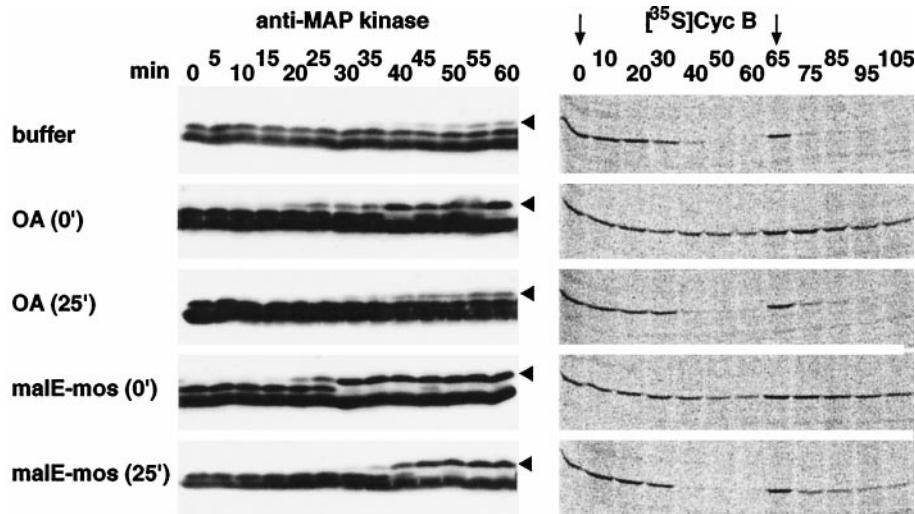 anti-MAP kinase
[³⁵S]Cyc B
min
5 15 25 35 45 55
0 10 20 30 40 50 60
10 30 50 65 85 105
0 20 40 60 75 95
buffer
OA (0')
OA (25')
malE-mos (0')
malE-mos (25')